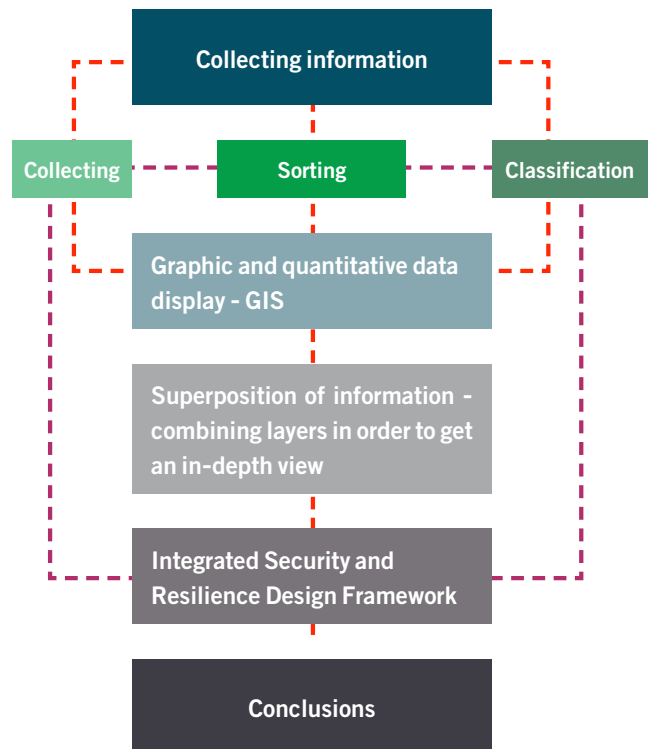 Collecting information
Collecting
Sorting
Classification
Graphic and quantitative data
display - GIS
Superposition of information -
combining layers in order to get
an in-depth view
Integrated Security and
Resilience Design Framework
Conclusions